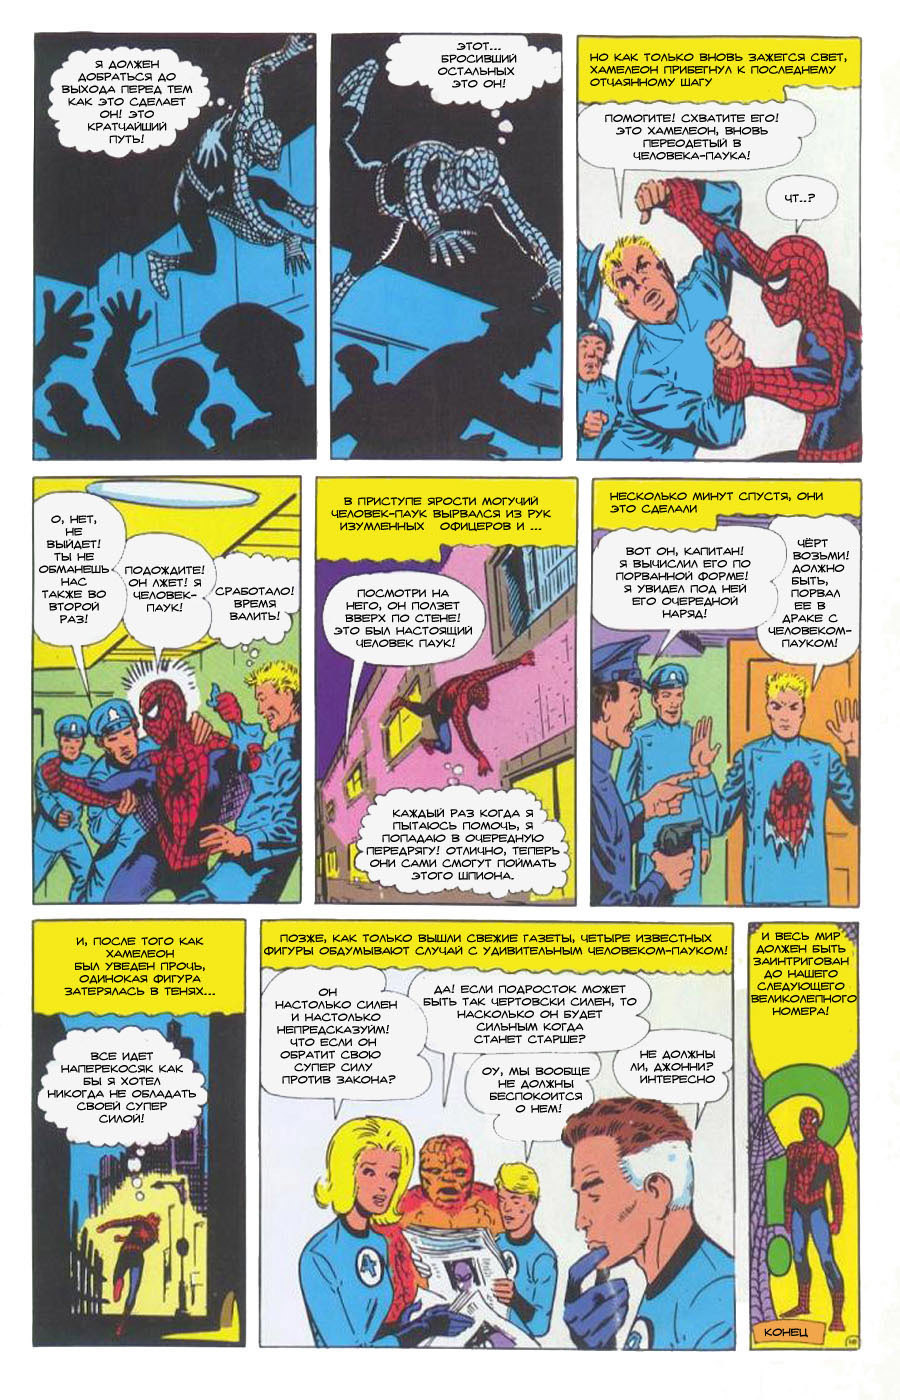 Я ДОЛЖЕН
ДОБРАТЬСЯ ДО
ВЫХОДА ПЕРЕД ТЕМ
КАК ЭТО СДЕЛАЕТ
ОН! ЭТО
КРАТЧАЙШИЙ
ПУТЬ!
ЭТОТ...
БРОСИВШИЙ
ОСТАЛЬНЫХ
ЭТО ОН!
НО КАК ТОЛЬКО ВНОВЬ ЗАЖЕГСЯ СВЕТ,
ХАМЕЛЕОН ПРИБЕГНУЛ К ПОСЛЕДНЕМУ
ОТЧАЯННОМУ ШАГУ
ПОМОГИТЕ! СХВАТИТЕ ЕГО!
ЭТО ХАМЕЛЕОН, ВНОВЬ
ПЕРЕОДЕТЫЙ В
ЧЕЛОВЕКА-ПАУКА!
ЧТ..?
О, НЕТ,
НЕ
ВЫЙДЕТ!
ТЫ НЕ
ОБМАНЕШЬ
НАС
ТАКЖЕ ВО
ВТОРОЙ
РАЗ!
ПОДОЖДИТЕ!
ОН ЛЖЕТ! Я
ЧЕЛОВЕК-
ПАУК!
СРАБОТАЛО!
ВРЕМЯ
ВАЛИТЬ!
В ПРИСТУПЕ ЯРОСТИ МОГУЧИЙ
ЧЕЛОВЕК-ПАУК ВЫРВАЛСЯ ИЗ РУК
ИЗУМЛЕННЫХ ОФИЦЕРОВ И ...
ПОСМОТРИ НА
НЕГО, ОН ПОЛЗЕТ
ВВЕРХ ПО СТЕНЕ!
ЭТО БЫЛ НАСТОЯЩИЙ
ЧЕЛОВЕК ПАУК!
КАЖДЫЙ РАЗ КОГДА Я
ПЫТАЮСЬ ПОМОЧЬ, Я
ПОПАДАЮ В ОЧЕРЕДНУЮ
ПЕРЕДРЯГУ! ОТЛИЧНО, ТЕПЕРЬ
ОНИ САМИ СМОГУТ ПОЙМАТЬ
ЭТОГО ШПИОНА.
НЕСКОЛЬКО МИНУТ СПУСТЯ, ОНИ
ЭТО СДЕЛАЛИ
ВОТ ОН, КАПИТАН!
Я ВЫЧИСЛИЛ ЕГО ПО
ПОРВАННОЙ ФОРМЕ!
Я УВИДЕЛ ПОД НЕЙ
ЕГО ОЧЕРЕДНОЙ
НАРЯД!
ЧЁРТ
ВОЗЬМИ!
ДОЛЖНО
БЫТЬ,
ПОРВАЛ
ЕЕ В
ДРАКЕ С
ЧЕЛОВЕКОМ-
ПАУКОМ!
И, ПОСЛЕ ТОГО КАК
ХАМЕЛЕОН
БЫЛ УВЕДЕН ПРОЧЬ,
ОДИНОКАЯ ФИГУРА
ЗАТЕРЯЛАСЬ В ТЕНЯХ...
ВСЕ ИДЕТ
НАПЕРЕКОСЯК КАК
БЫ Я ХОТЕЛ
НИКОГДА НЕ ОБЛАДАТЬ
СВОЕЙ СУПЕР
СИЛОЙ!
ПОЗЖЕ, КАК ТОЛЬКО ВЫШЛИ СВЕЖИЕ ГАЗЕТЫ, ЧЕТЫРЕ ИЗВЕСТНЫХ
ФИГУРЫ ОБДУМЫВАЮТ СЛУЧАЙ С УДИВИТЕЛЬНЫМ ЧЕЛОВЕКОМ-ПАУКОМ!
ОН
НАСТОЛЬКО СИЛЕН
И НАСТОЛЬКО
НЕПРЕДСКАЗУЙМ!
ЧТО ЕСЛИ ОН
ОБРАТИТ СВОЮ
СУПЕР СИЛУ
ПРОТИВ ЗАКОНА?
ДА! ЕСЛИ ПОДРОСТОК МОЖЕТ
БЫТЬ ТАК ЧЕРТОВСКИ СИЛЕН, ТО
НАСКОЛЬКО ОН БУДЕТ
СИЛЬНЫМ КОГДА
СТАНЕТ СТАРШЕ?
ОУ, МЫ ВООБЩЕ
НЕ ДОЛЖНЫ
БЕСПОКОИТСЯ
О НЕМ!
НЕ ДОЛЖНЫ
ЛИ, ДЖОННИ?
ИНТЕРЕСНО
4
И ВЕСЬ МИР
ДОЛЖЕН БЫТЬ
ЗАИНТРИГОВАН
ДО НАШЕГО
СЛЕДУЮЩЕГО
ВЕЛИКОЛЕПНОГО
НОМЕРА!
?
КОНЕЦ
10